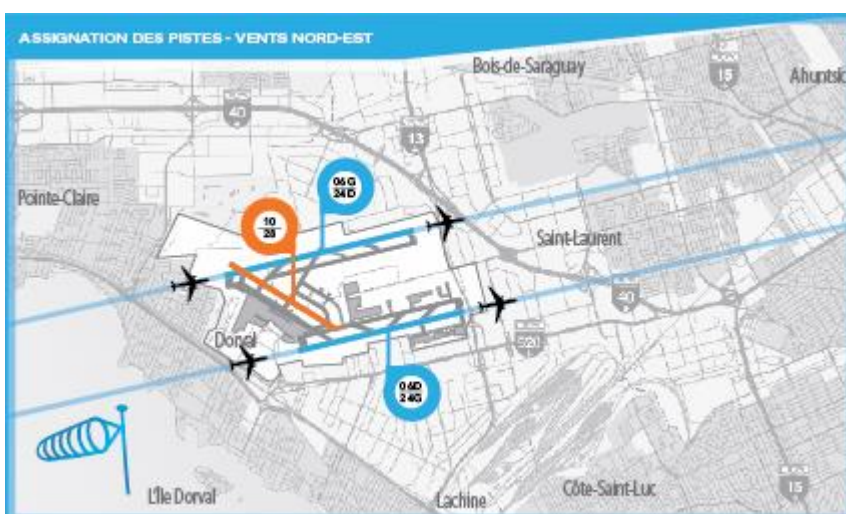 ASSIGNATION DES PISTES - VENTS NORD-EST
Bois-de-Saraguay
15
Ahuntsic
40
13
Pointe-Claire
06G
24D
10
28
Saint-Laurent
40
Dorval
520
06D
24G
L'Île Dorval
Lachine
Côte-Saint-Luc
15